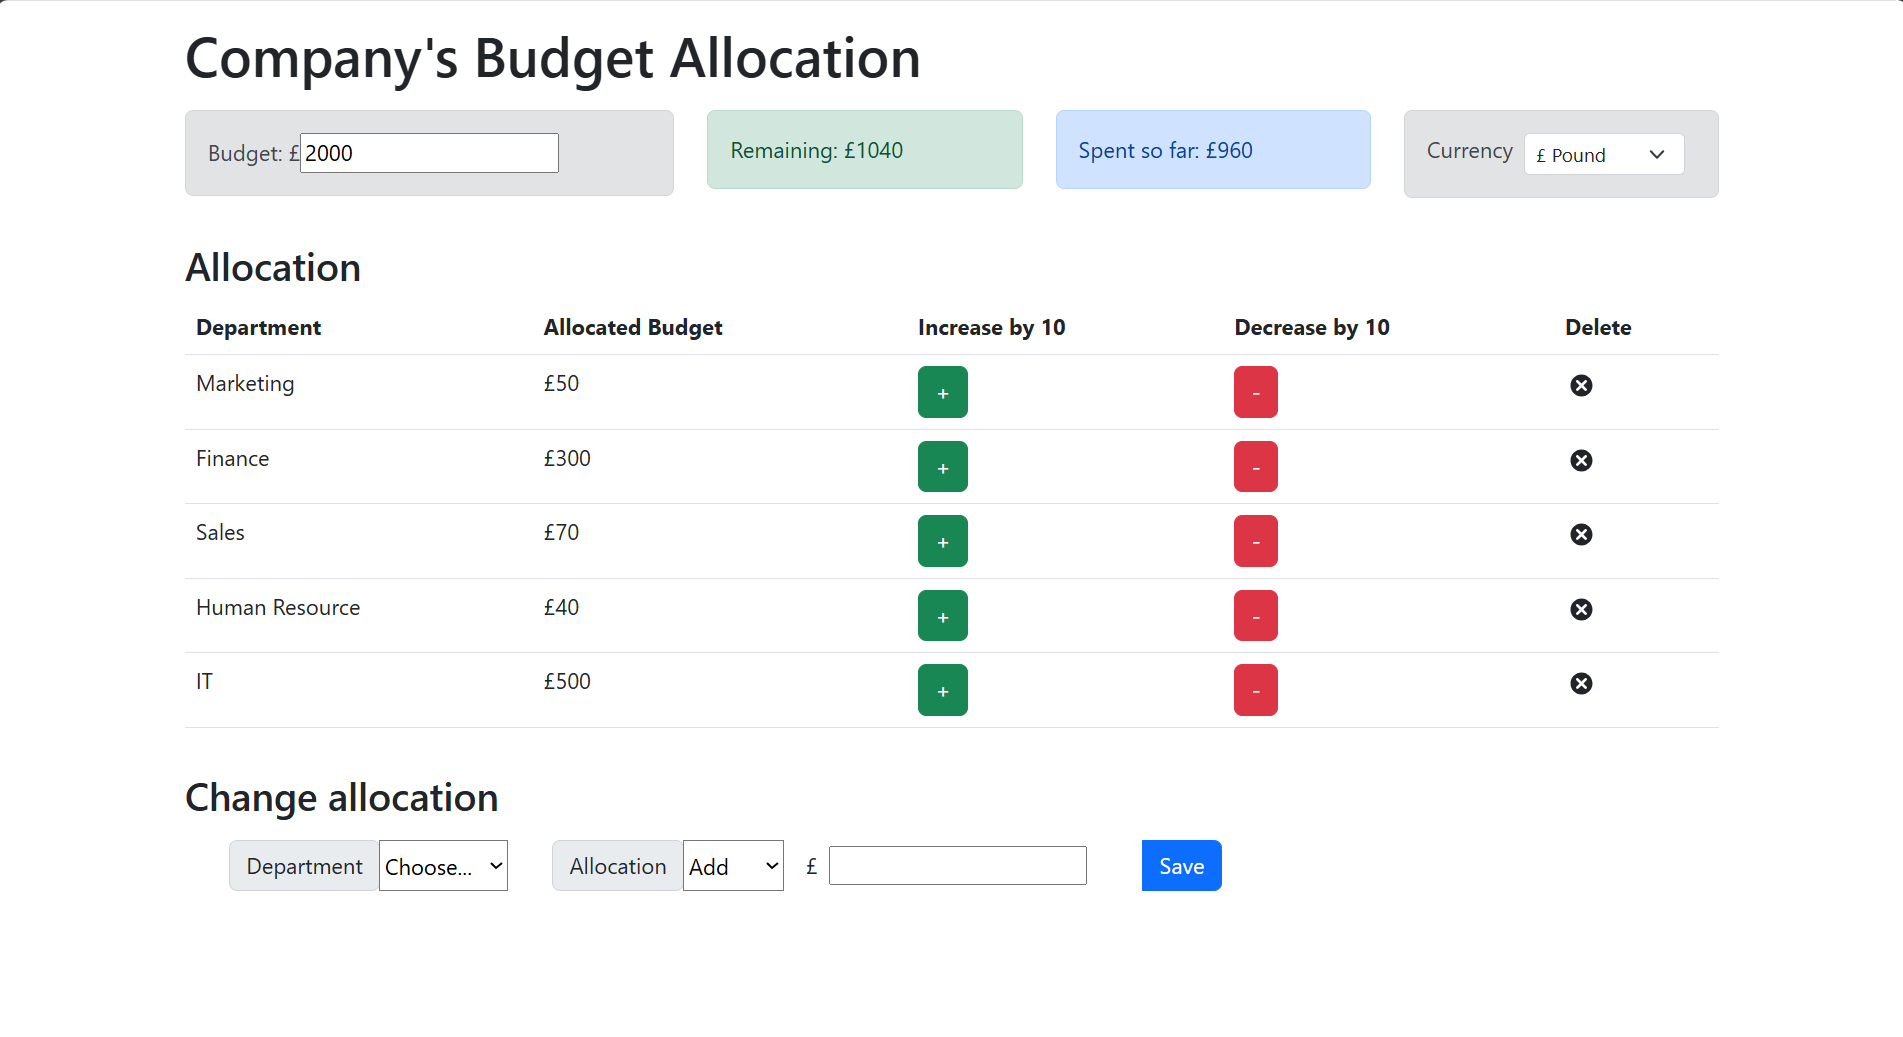 Company's Budget Allocation
Budget: £ 2000
Remaining: £1040
Spent so far: £960
Currency £ Pound
Allocation
Department Allocated Budget Increase by 10 Decrease by 10 Delete
Marketing £50 + -
Finance £300 + -
Sales £70 + -
Human Resource £40 + -
IT £500 + -
Change allocation
Department Choose... Allocation Add £ Save